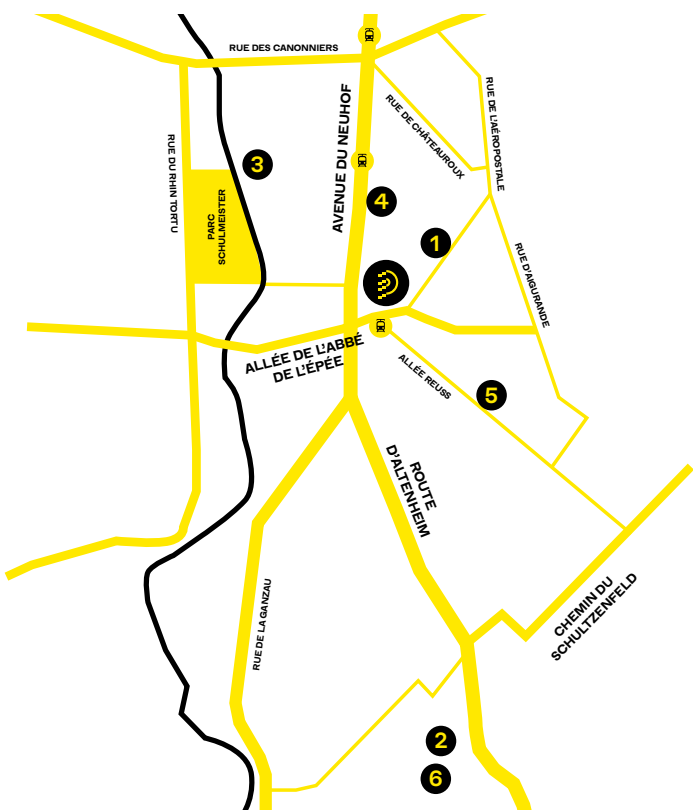 RUE DES CANONNIERS
RUE DE L'AÉROPOSTALE
RUE DE CHÂTEAUROUX
AVENUE DU NEUHOF
RUE DU RHIN TORTU
3
PARC
SCHULMEISTER
4
1
RUE D'AIGURANDE
ALLÉE DE L'ABBÉ
DE L'ÉPÉE
ALLÉE REUSS
5
ROUTE
D'ALTENHEIM
RUE DE LA GANZAU
CHEMIN DU
SCHULTZENFELD
2
6